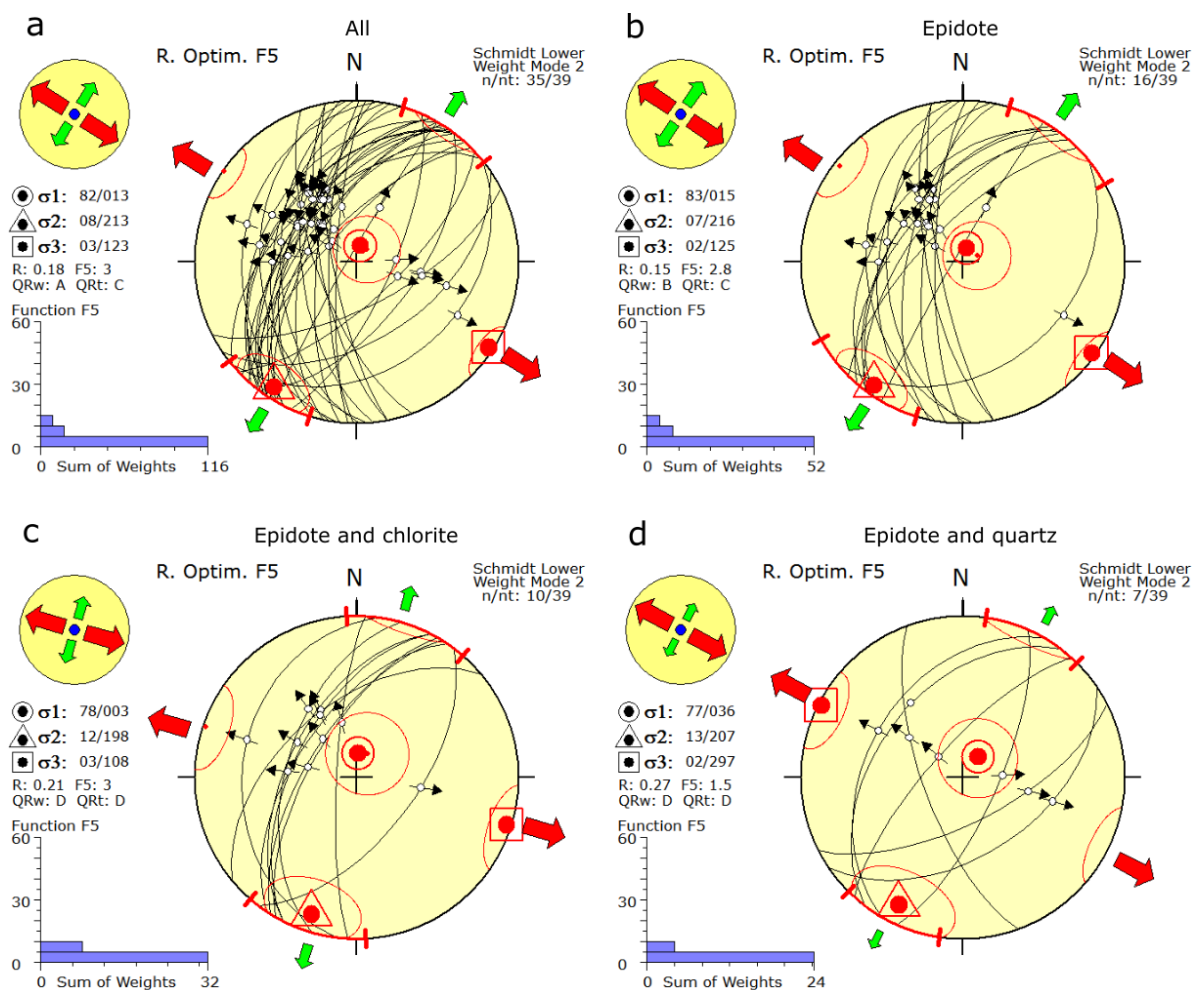 a
All
R. Optim. F5
N
Schmidt Lower
Weight Mode 2
n/nt: 35/39
σ1: 82/013
σ2: 08/213
σ3: 03/123
R: 0.18 F5: 3
QRw: A QRt: C
Function F5
60
30
0
0 Sum of Weights 116
b
Epidote
R. Optim. F5
N
Schmidt Lower
Weight Mode 2
n/nt: 16/39
σ1: 83/015
σ2: 07/216
σ3: 02/125
R: 0.15 F5: 2.8
QRw: B QRt: C
Function F5
60
30
0
0 Sum of Weights 52
c
Epidote and chlorite
R. Optim. F5
N
Schmidt Lower
Weight Mode 2
n/nt: 10/39
σ1: 78/003
σ2: 12/198
σ3: 03/108
R: 0.21 F5: 3
QRw: D QRt: D
Function F5
60
30
0
0 Sum of Weights 32
d
Epidote and quartz
R. Optim. F5
N
Schmidt Lower
Weight Mode 2
n/nt: 7/39
σ1: 77/036
σ2: 13/207
σ3: 02/297
R: 0.27 F5: 1.5
QRw: D QRt: D
Function F5
60
30
0
0 Sum of Weights 24